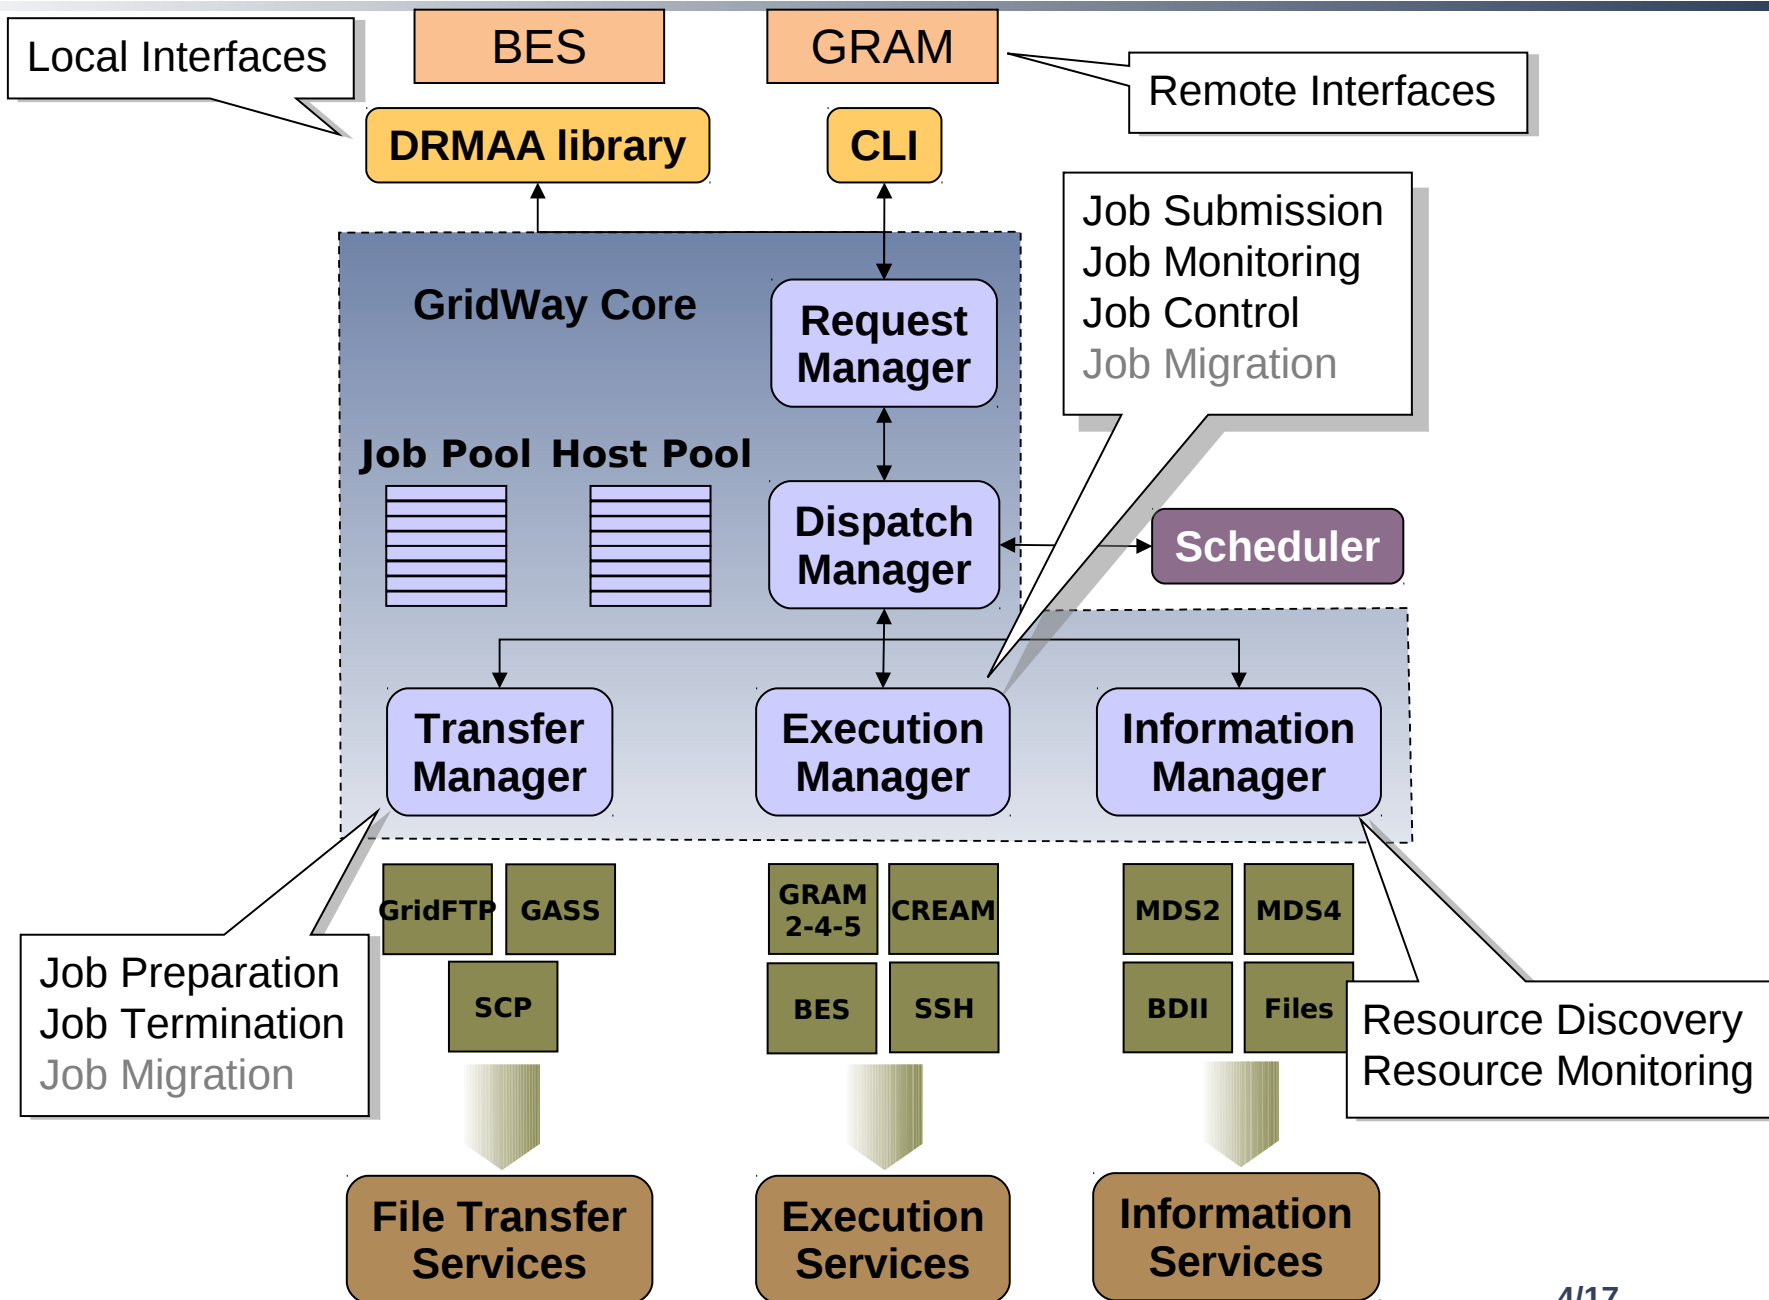 Local Interfaces
BES
GRAM
Remote Interfaces
DRMAA library
CLI
Job Submission
Job Monitoring
Job Control
Job Migration
GridWay Core
Request
Manager
Job Pool
Host Pool
Dispatch
Manager
Scheduler
Transfer
Manager
Execution
Manager
Information
Manager
GridFTP
GASS
SCP
GRAM
2-4-5
CREAM
BES
SSH
MDS2
MDS4
BDII
Files
Job Preparation
Job Termination
Job Migration
Resource Discovery
Resource Monitoring
File Transfer
Services
Execution
Services
Information
Services
4/17